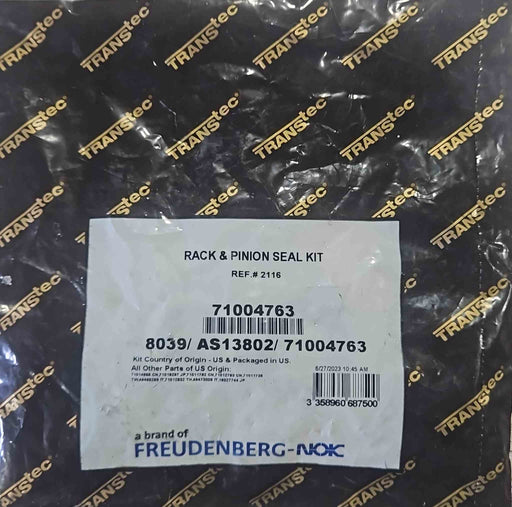 TRANStec®
RACK & PINION SEAL KIT
REF.# 2116
71004763
8039/ AS13802/ 71004763
Kit Country of Origin - US & Packaged in US.
All Other Parts of US Origin.
6/27/2023 10:45 AM
3 358960 687500
a brand of
FREUDENBERG-NOK